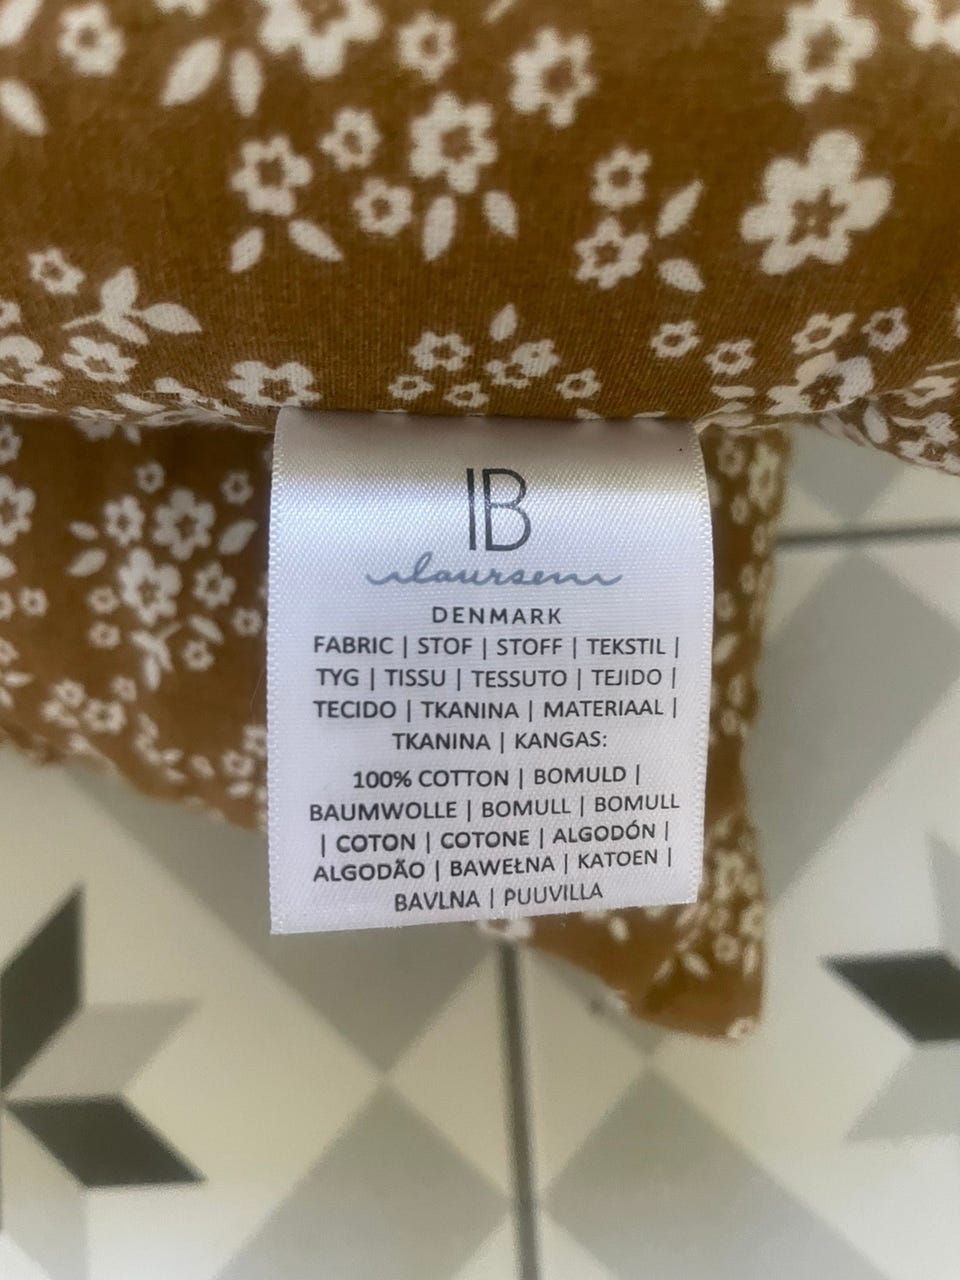 IB
laursen
DENMARK
FABRIC | STOF | STOFF | TEKSTIL |
TYG | TISSU | TESSUTO | TEJIDO |
TECIDO | TKANINA | MATERIAAL |
TKANINA | KANGAS:
100% COTTON | BOMULD |
BAUMWOLLE | BOMULL | BOMULL
| COTON | COTONE | ALGODÓN |
ALGODÃO | BAWEŁNA | KATOEN |
BAVLNA | PUUVILLA